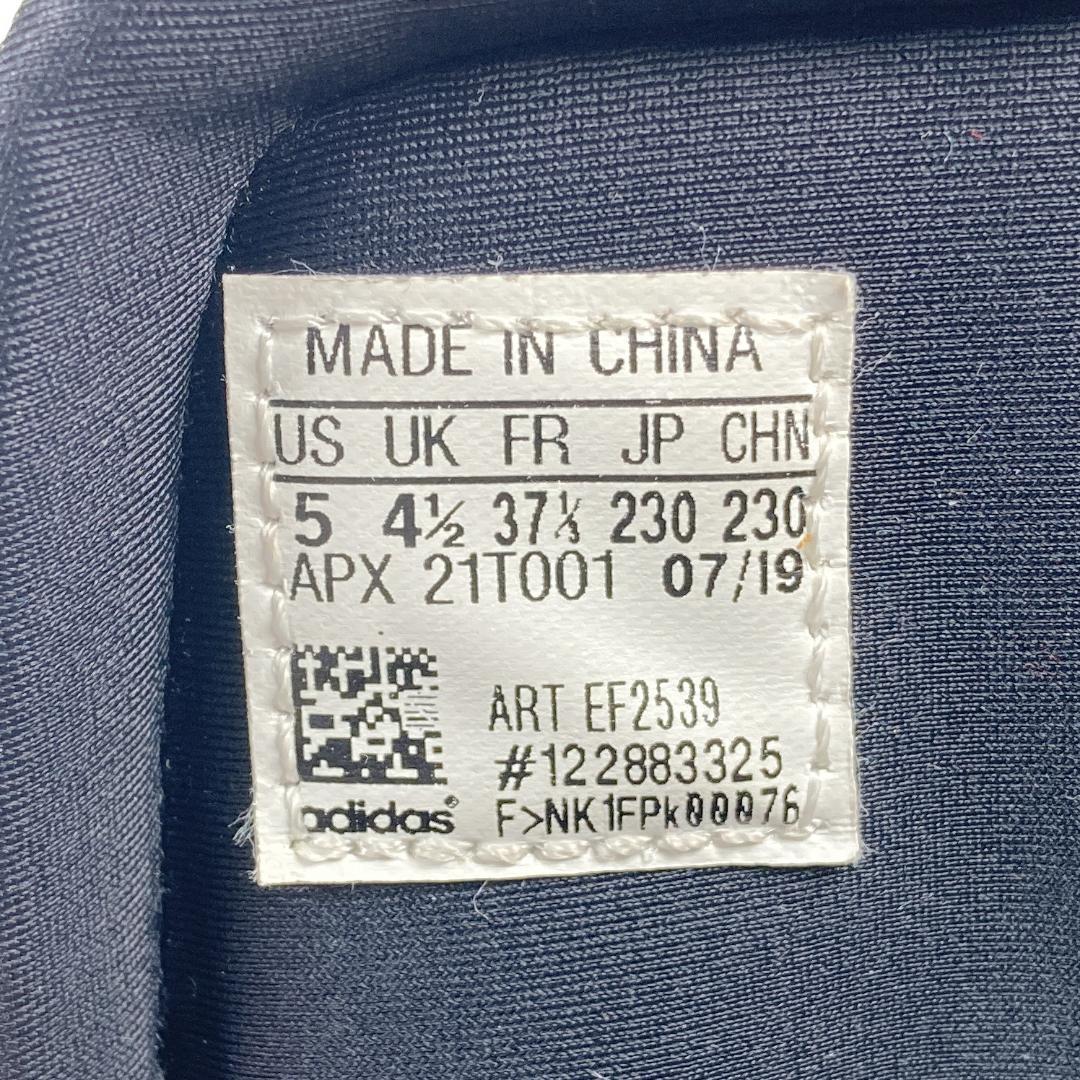 MADE IN CHINA
US UK FR JP CHN
5 4½ 37⅓ 230 230
APX 21T001 07/19
ART EF2539
#122883325
adidas® F>NK1FPk00076